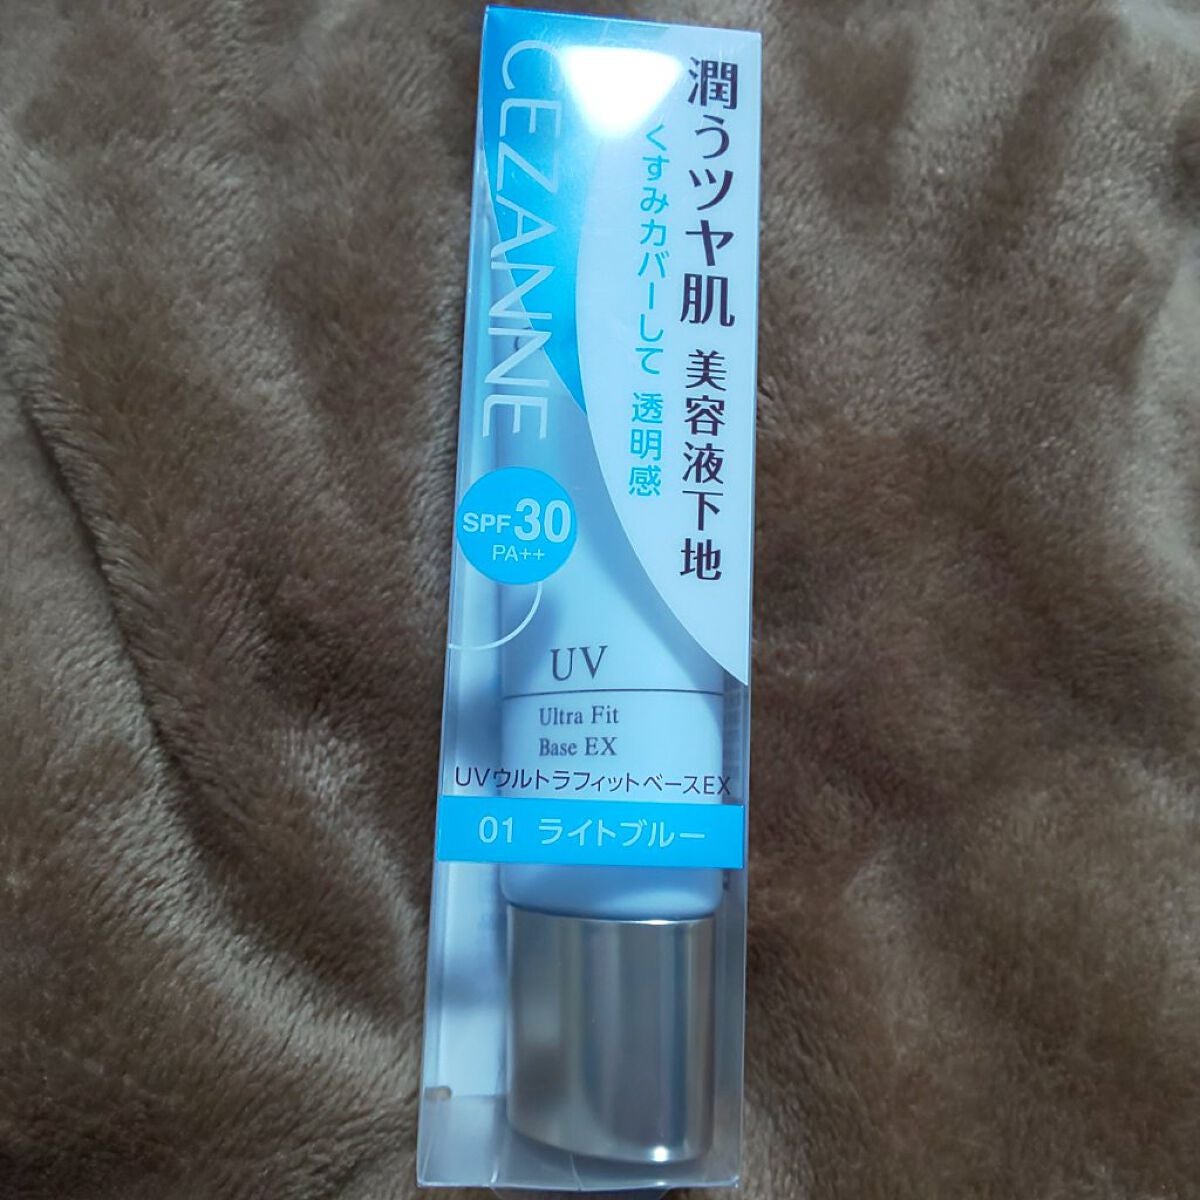 潤うツヤ肌 美容液下地
くすみカバーして 透明感
CEZANNE
SPF30
PA++
UV
Ultra Fit
Base EX
UVウルトラフィットベースEX
01 ライトブルー